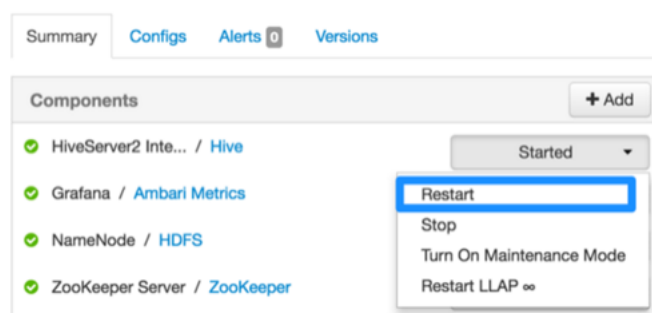 Summary Configs Alerts 0 Versions
Components + Add
HiveServer2 Inte... / Hive Started
Grafana / Ambari Metrics Restart
Stop
NameNode / HDFS
Turn On Maintenance Mode
ZooKeeper Server / ZooKeeper Restart LLAP ∞